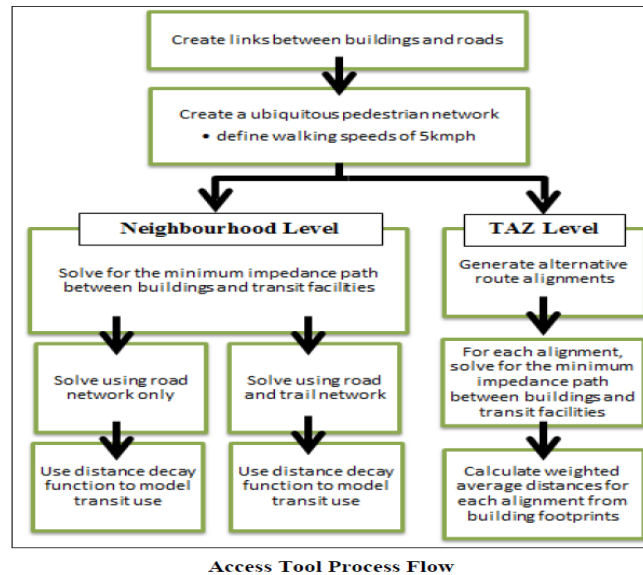 Create links between buildings and roads
Create a ubiquitous pedestrian network
• define walking speeds of 5kmph
Neighbourhood Level
Solve for the minimum impedance path
between buildings and transit facilities
TAZ Level
Generate alternative
route alignments
Solve using road
network only
Solve using road
and trail network
For each alignment,
solve for the minimum
impedance path
between buildings and
transit facilities
Use distance decay
function to model
transit use
Use distance decay
function to model
transit use
Calculate weighted
average distances for
each alignment from
building footprints
Access Tool Process Flow